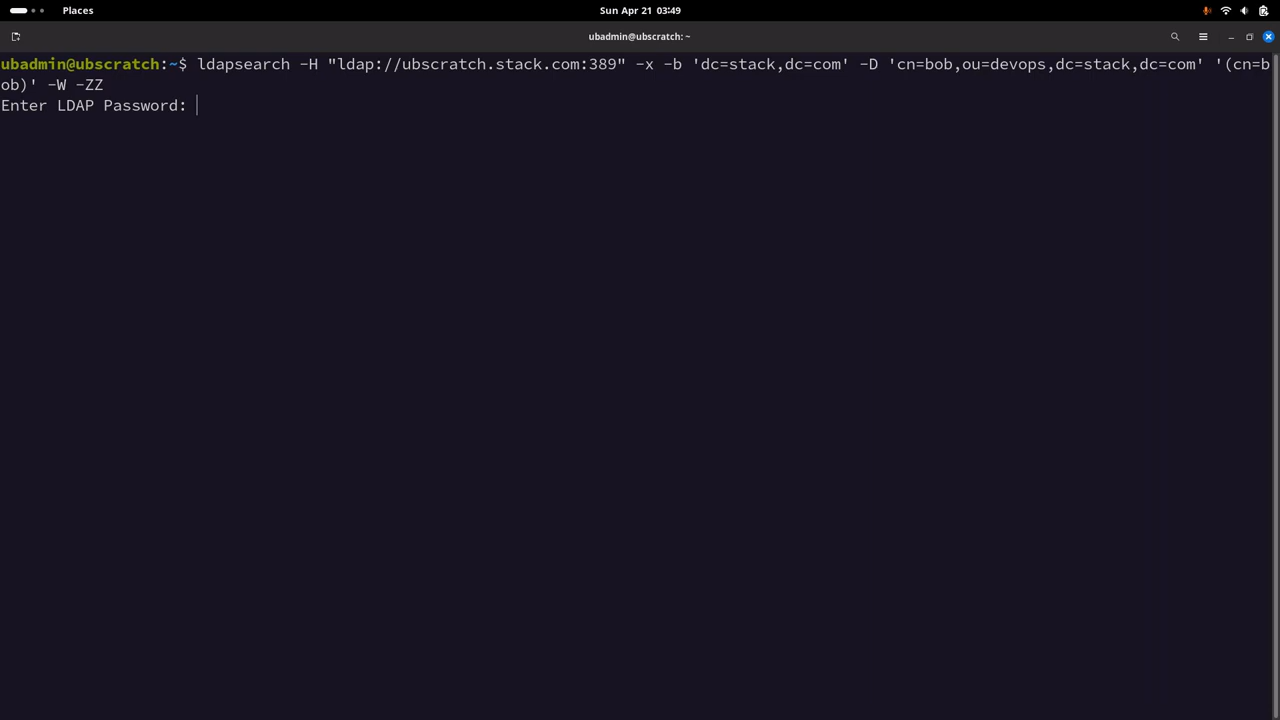 Places
Sun Apr 21 03:49
ubadmin@ubscratch: ~
ubadmin@ubscratch:~$ ldapsearch -H "ldap://ubscratch.stack.com:389" -x -b 'dc=stack,dc=com' -D 'cn=bob,ou=devops,dc=stack,dc=com' '(cn=b
ob)' -W -ZZ
Enter LDAP Password: